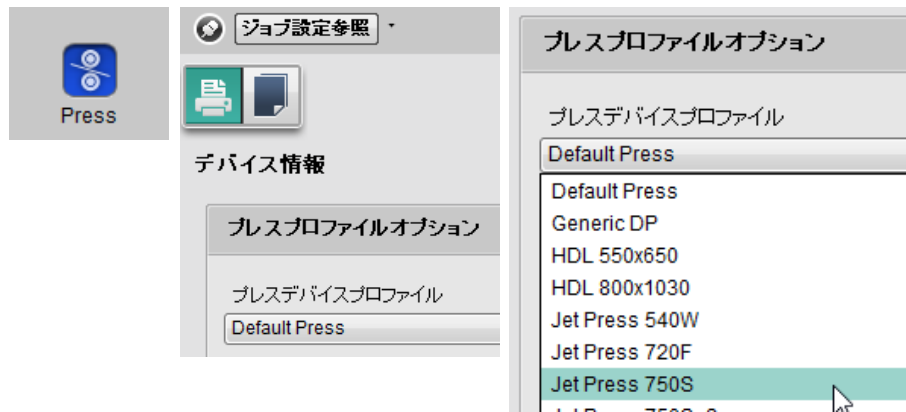 Press
ジョブ設定参照
デバイス情報
プレスプロファイルオプション
プレスデバイスプロファイル
Default Press
プレスプロファイルオプション
プレスデバイスプロファイル
Default Press
Default Press
Generic DP
HDL 550x650
HDL 800x1030
Jet Press 540W
Jet Press 720F
Jet Press 750S